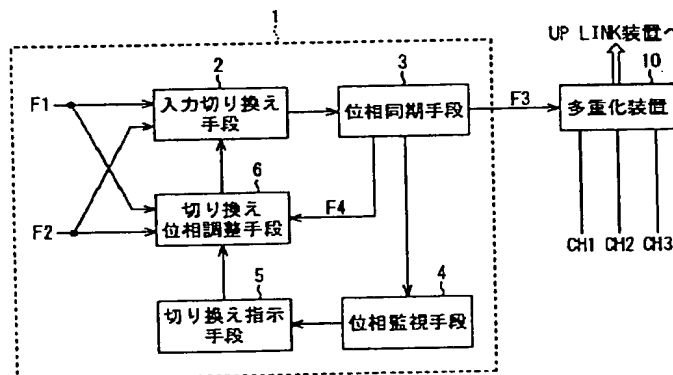 1
UP LINK装置へ
2
3
10
F1
入力切り換え
手段
位相同期手段
F3
多重化装置
6
切り換え
位相調整手段
F4
F2
CH1 CH2 CH3
5
4
切り換え指示
手段
位相監視手段